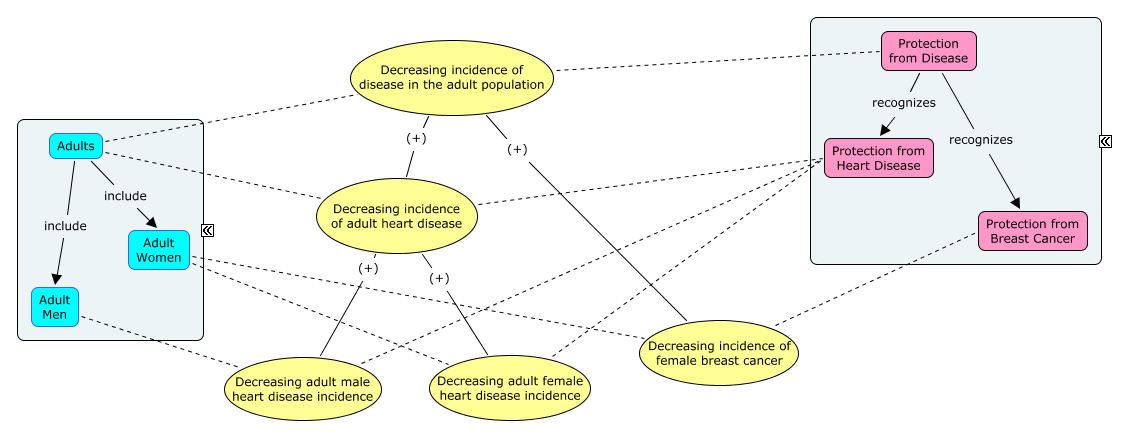 Protection
from Disease
Decreasing incidence of
disease in the adult population
recognizes
(+)
(+)
recognizes
Adults
Protection from
Heart Disease
include
Decreasing incidence
of adult heart disease
include
Adult
Women
Protection from
Breast Cancer
(+)
(+)
Adult
Men
Decreasing incidence of
female breast cancer
Decreasing adult male
heart disease incidence
Decreasing adult female
heart disease incidence